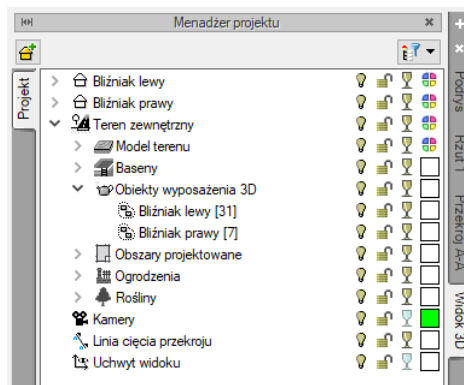 Menadżer projektu
Projekt
Bliźniak lewy
Bliźniak prawy
Teren zewnętrzny
Model terenu
Baseny
Obiekty wyposażenia 3D
Bliźniak lewy [31]
Bliźniak prawy [7]
Obszary projektowane
Ogrodzenia
Rośliny
Kamery
Linia cięcia przekroju
Uchwyt widoku
Podrys
Rzut 1
Przekrój A-A
Widok 3D